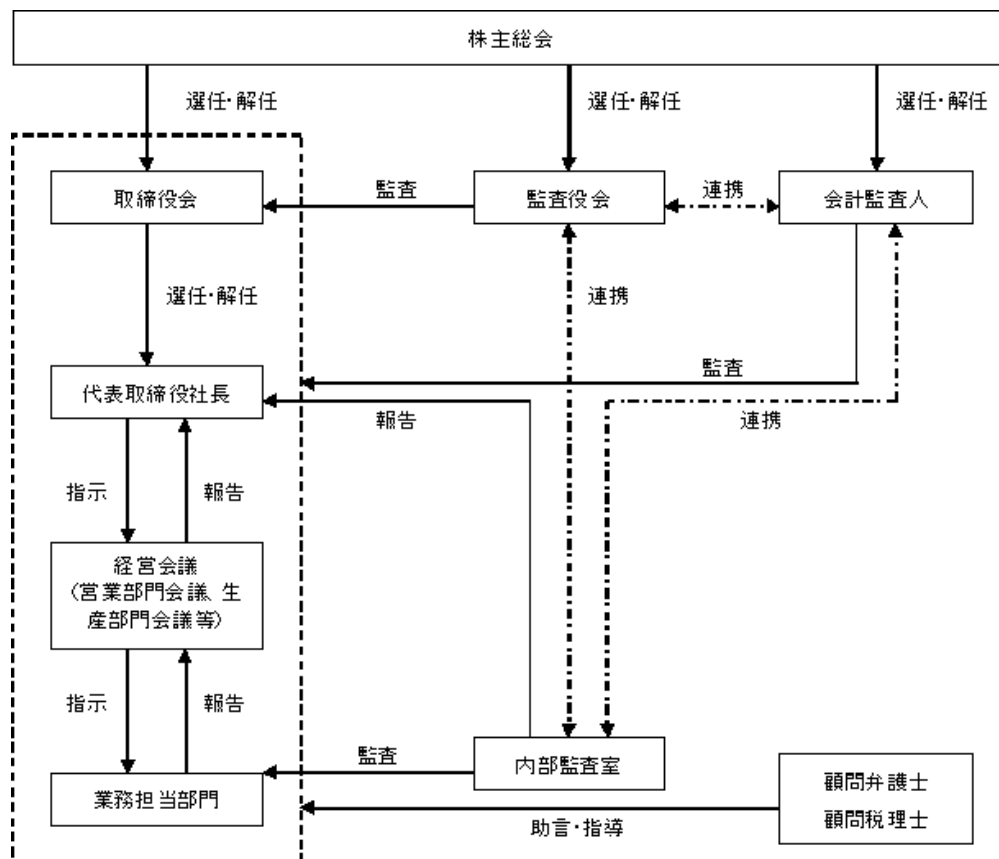 株主総会
選任・解任
選任・解任
選任・解任
取締役会
監査
監査役会
連携
会計監査人
選任・解任
連携
代表取締役社長
監査
報告
連携
指示
報告
経営会議
(営業部門会議、生
産部門会議等)
指示
報告
監査
内部監査室
業務担当部門
顧問弁護士
顧問税理士
助言・指導